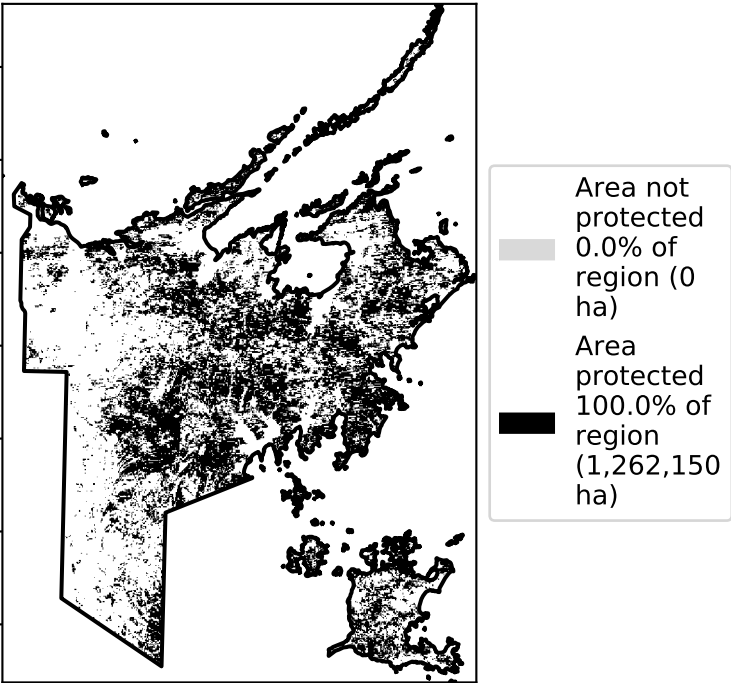 Area not
protected
0.0% of
region (0
ha)
Area
protected
100.0% of
region
(1,262,150
ha)